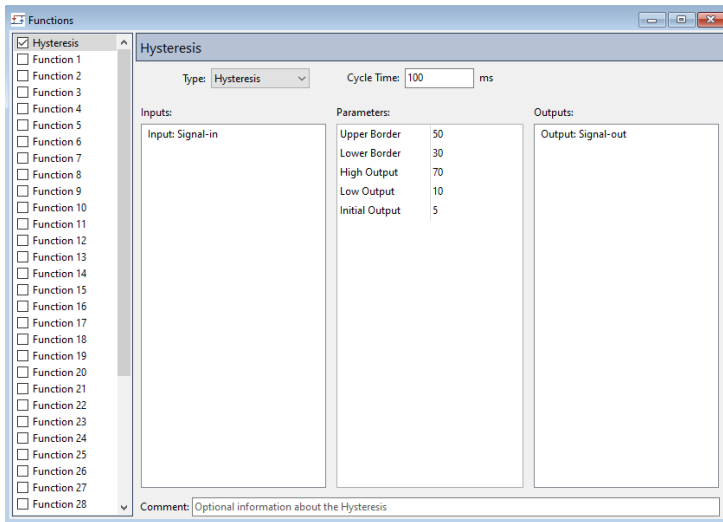 Functions
Hysteresis
Function 1
Function 2
Function 3
Function 4
Function 5
Function 6
Function 7
Function 8
Function 9
Function 10
Function 11
Function 12
Function 13
Function 14
Function 15
Function 16
Function 17
Function 18
Function 19
Function 20
Function 21
Function 22
Function 23
Function 24
Function 25
Function 26
Function 27
Function 28
Hysteresis
Type: Hysteresis Cycle Time: 100 ms
Inputs:
Input: Signal-in
Parameters:
Upper Border 50
Lower Border 30
High Output 70
Low Output 10
Initial Output 5
Outputs:
Output: Signal-out
Comment: Optional information about the Hysteresis